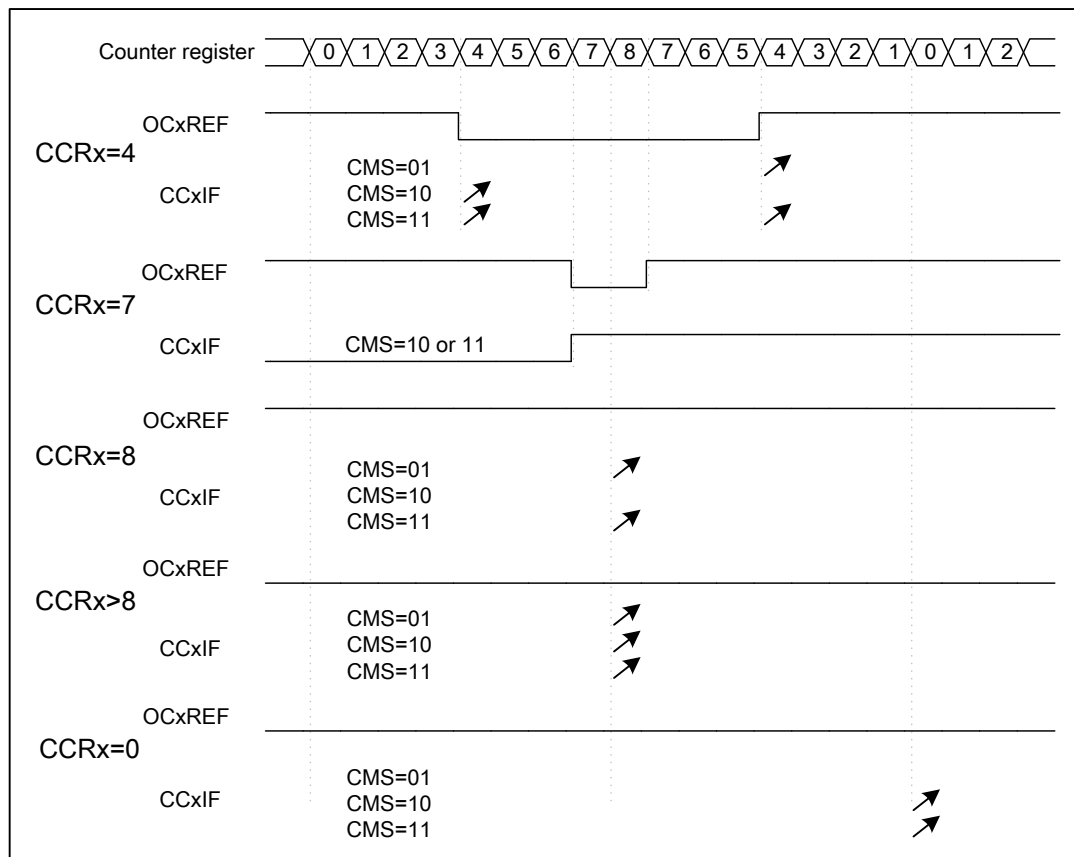 Counter register 0 1 2 3 4 5 6 7 8 7 6 5 4 3 2 1 0 1 2
OCxREF
CCRx=4
CMS=01
CCxIF CMS=10
CMS=11
OCxREF
CCRx=7
CCxIF CMS=10 or 11
OCxREF
CCRx=8
CMS=01
CCxIF CMS=10
CMS=11
OCxREF
CCRx>8
CMS=01
CCxIF CMS=10
CMS=11
OCxREF
CCRx=0
CMS=01
CCxIF CMS=10
CMS=11